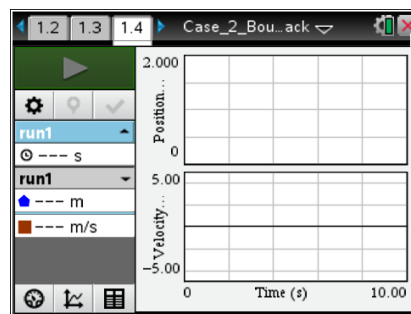 1.2 1.3 1.4 Case_2_Bou...ack
run1
--- s
run1
--- m
--- m/s
2.000
Position...
0
5.00
Velocity...
-5.00
0 Time (s) 10.00